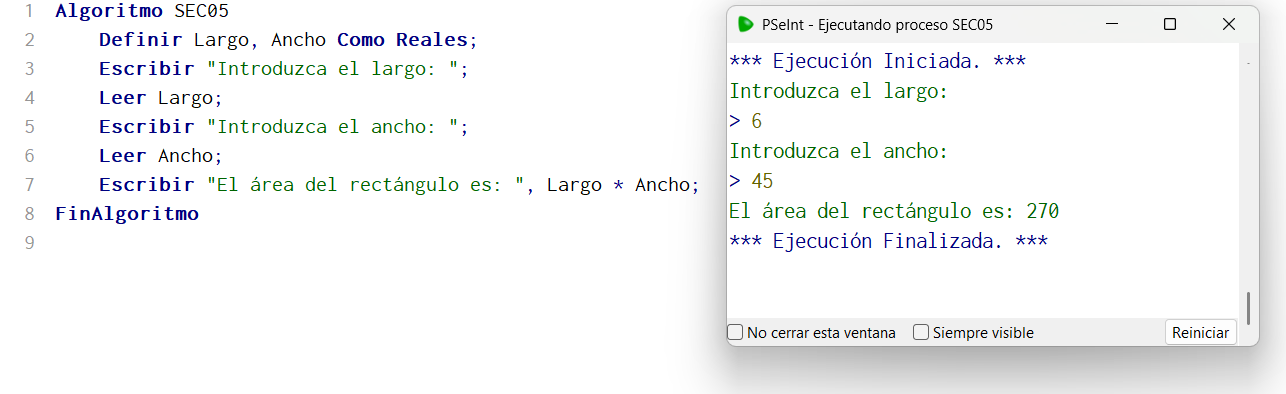 1 Algoritmo SEC05
2 Definir Largo, Ancho Como Reales;
3 Escribir "Introduzca el largo: ";
4 Leer Largo;
5 Escribir "Introduzca el ancho: ";
6 Leer Ancho;
7 Escribir "El área del rectángulo es: ", Largo * Ancho;
8 FinAlgoritmo
9
PSeInt - Ejecutando proceso SEC05
*** Ejecución Iniciada. ***
Introduzca el largo:
> 6
Introduzca el ancho:
> 45
El área del rectángulo es: 270
*** Ejecución Finalizada. ***
No cerrar esta ventana Siempre visible Reiniciar